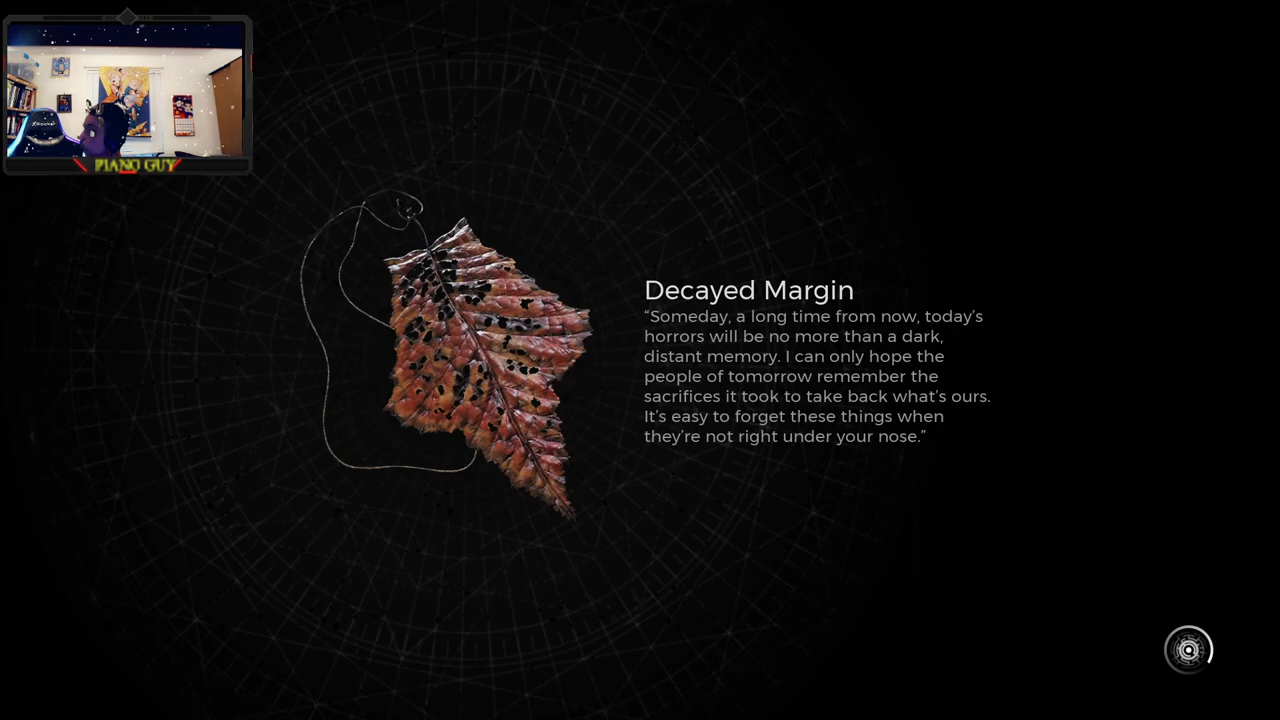 PIANO GUY
Decayed Margin
“Someday, a long time from now, today’s
horrors will be no more than a dark,
distant memory. I can only hope the
people of tomorrow remember the
sacrifices it took to take back what’s ours.
It’s easy to forget these things when
they’re not right under your nose.”